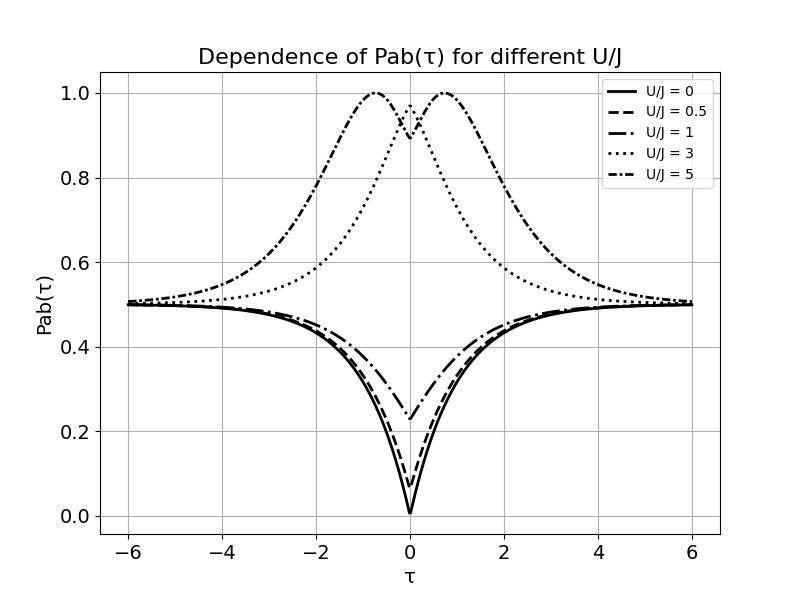 Dependence of Pab(τ) for different U/J
U/J = 0
U/J = 0.5
U/J = 1
U/J = 3
U/J = 5
Pab(τ)
1.0
0.8
0.6
0.4
0.2
0.0
−6 −4 −2 0 2 4 6
τ